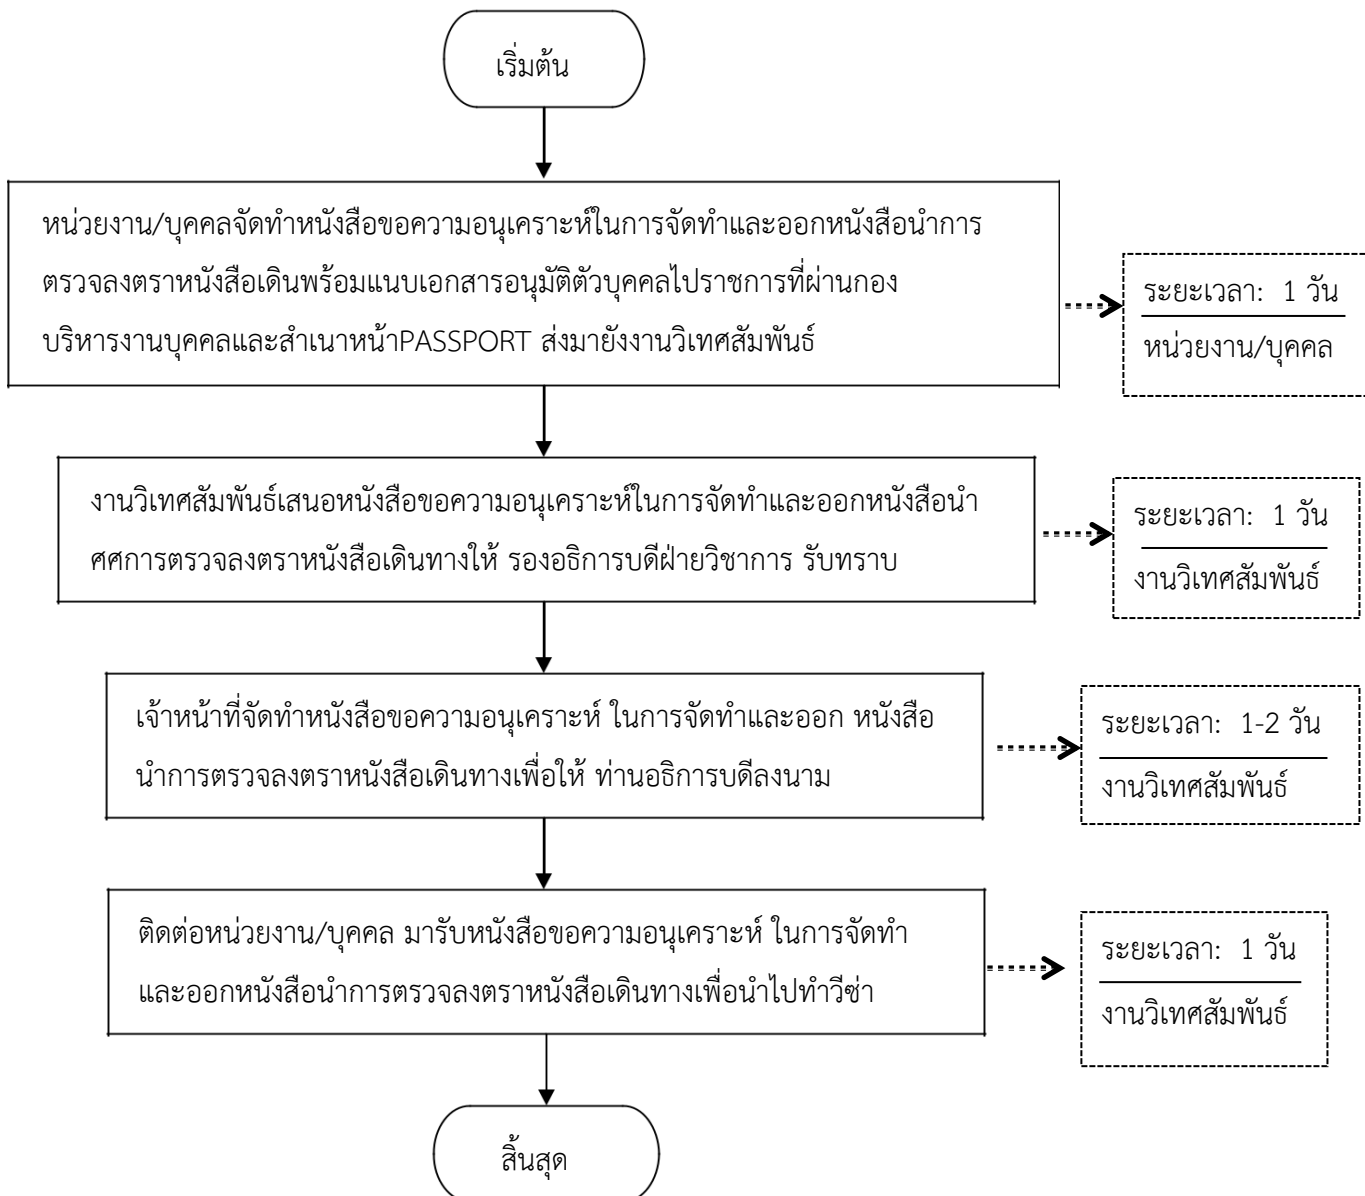 เริ่มต้น
หน่วยงาน/บุคคลจัดทำหนังสือขอความอนุเคราะห์ในการจัดทำและออกหนังสือนำการ
ตรวจลงตราหนังสือเดินพร้อมแนบเอกสารอนุมัติตัวบุคคลไปราชการที่ผ่านกอง
บริหารงานบุคคลและสำเนาหน้าPASSPORT ส่งมายังงานวิเทศสัมพันธ์
ระยะเวลา: 1 วัน
หน่วยงาน/บุคคล
งานวิเทศสัมพันธ์เสนอหนังสือขอความอนุเคราะห์ในการจัดทำและออกหนังสือนำ
ศศการตรวจลงตราหนังสือเดินทางให้ รองอธิการบดีฝ่ายวิชาการ รับทราบ
ระยะเวลา: 1 วัน
งานวิเทศสัมพันธ์
เจ้าหน้าที่จัดทำหนังสือขอความอนุเคราะห์ ในการจัดทำและออก หนังสือ
นำการตรวจลงตราหนังสือเดินทางเพื่อให้ ท่านอธิการบดีลงนาม
ระยะเวลา: 1-2 วัน
งานวิเทศสัมพันธ์
ติดต่อหน่วยงาน/บุคคล มารับหนังสือขอความอนุเคราะห์ ในการจัดทำ
และออกหนังสือนำการตรวจลงตราหนังสือเดินทางเพื่อนำไปทำวีซ่า
ระยะเวลา: 1 วัน
งานวิเทศสัมพันธ์
สิ้นสุด